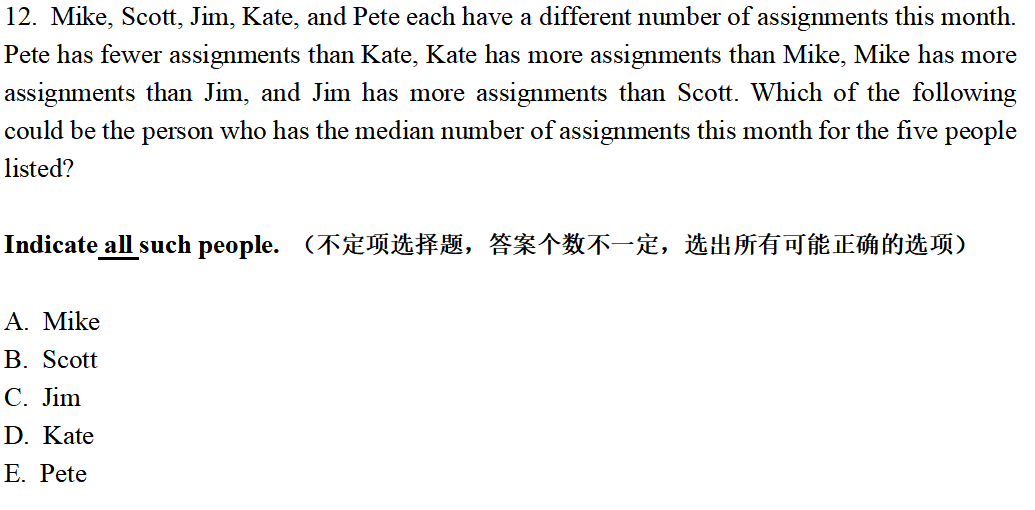 12. Mike, Scott, Jim, Kate, and Pete each have a different number of assignments this month.
Pete has fewer assignments than Kate, Kate has more assignments than Mike, Mike has more
assignments than Jim, and Jim has more assignments than Scott. Which of the following
could be the person who has the median number of assignments this month for the five people
listed?
Indicate all such people. （不定项选择题，答案个数不一定，选出所有可能正确的选项）
A. Mike
B. Scott
C. Jim
D. Kate
E. Pete